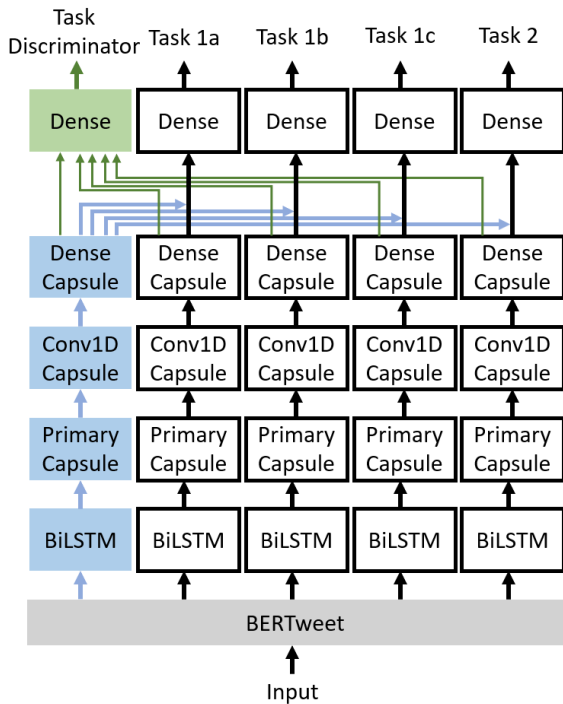 Task
Discriminator
Task 1a
Task 1b
Task 1c
Task 2
Dense
Dense
Dense
Dense
Dense
Dense
Capsule
Dense
Capsule
Dense
Capsule
Dense
Capsule
Dense
Capsule
Conv1D
Capsule
Conv1D
Capsule
Conv1D
Capsule
Conv1D
Capsule
Conv1D
Capsule
Primary
Capsule
Primary
Capsule
Primary
Capsule
Primary
Capsule
Primary
Capsule
BiLSTM
BiLSTM
BiLSTM
BiLSTM
BiLSTM
BERTweet
Input